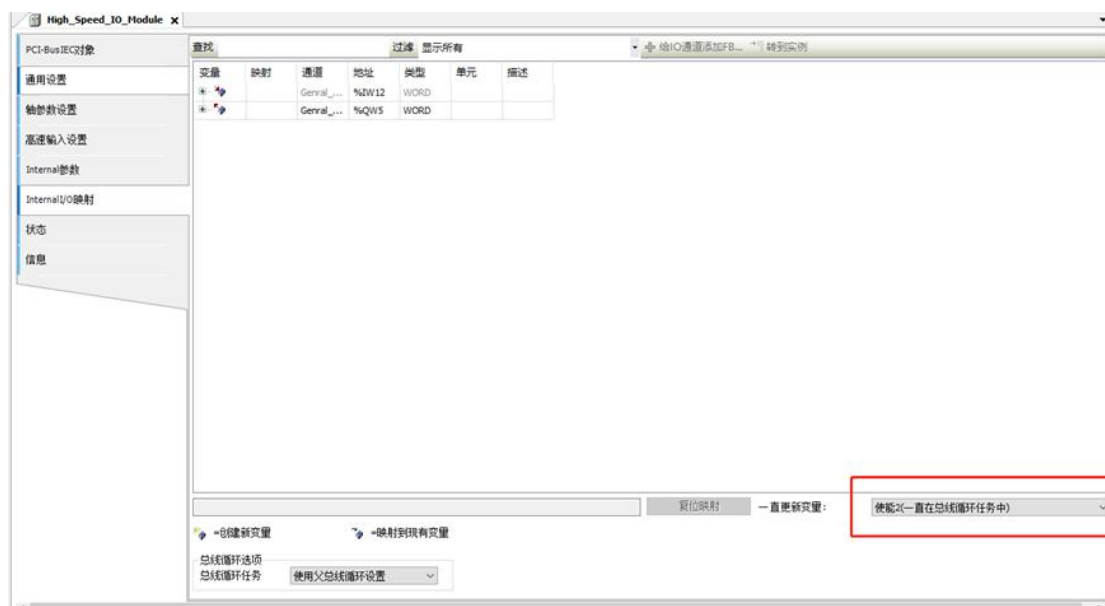 High_Speed_IO_Module x
PCI-BusIEC对象
通用设置
轴参数设置
高速输入设置
Internal参数
InternalI/O映射
状态
信息
查找 过滤 显示所有 给IO通道添加FB... 转到实例
变量 映射 通道 地址 类型 单元 描述
Genral_... %IW12 WORD
Genral_... %QW5 WORD
复位映射 一直更新变量: 使能2(一直在总线循环任务中)
=创建新变量 =映射到现有变量
总线循环选项
总线循环任务 使用父总线循环设置